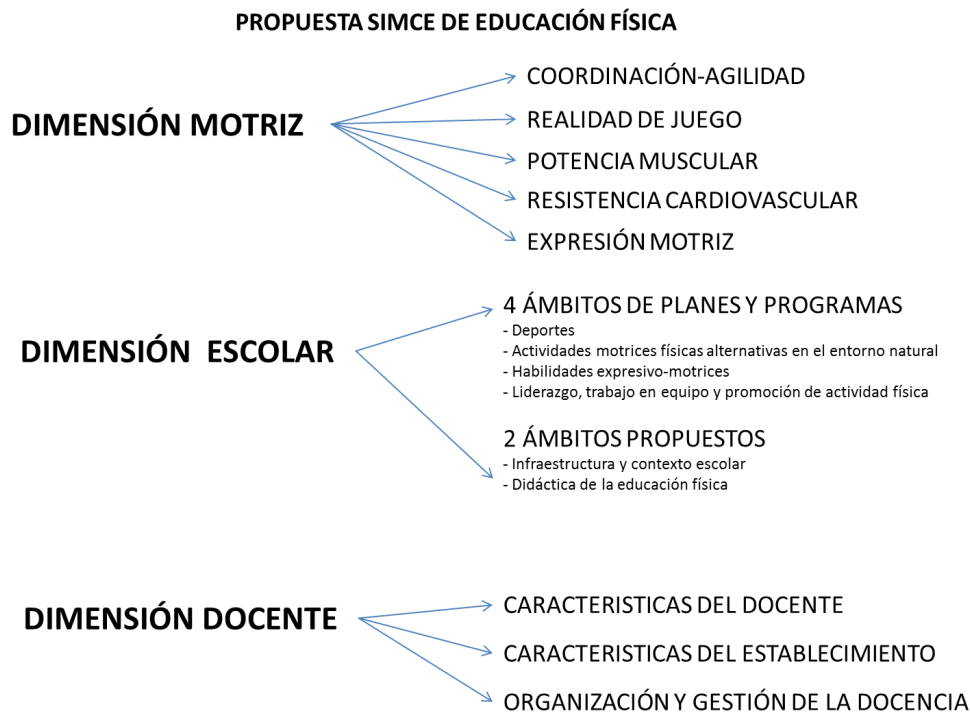 PROPUESTA SIMCE DE EDUCACIÓN FÍSICA
DIMENSIÓN MOTRIZ
COORDINACIÓN-AGILIDAD
REALIDAD DE JUEGO
POTENCIA MUSCULAR
RESISTENCIA CARDIOVASCULAR
EXPRESIÓN MOTRIZ
DIMENSIÓN ESCOLAR
4 ÁMBITOS DE PLANES Y PROGRAMAS
- Deportes
- Actividades motrices físicas alternativas en el entorno natural
- Habilidades expresivo-motrices
- Liderazgo, trabajo en equipo y promoción de actividad física
2 ÁMBITOS PROPUESTOS
- Infraestructura y contexto escolar
- Didáctica de la educación física
DIMENSIÓN DOCENTE
CARACTERISTICAS DEL DOCENTE
CARACTERISTICAS DEL ESTABLECIMIENTO
ORGANIZACIÓN Y GESTIÓN DE LA DOCENCIA